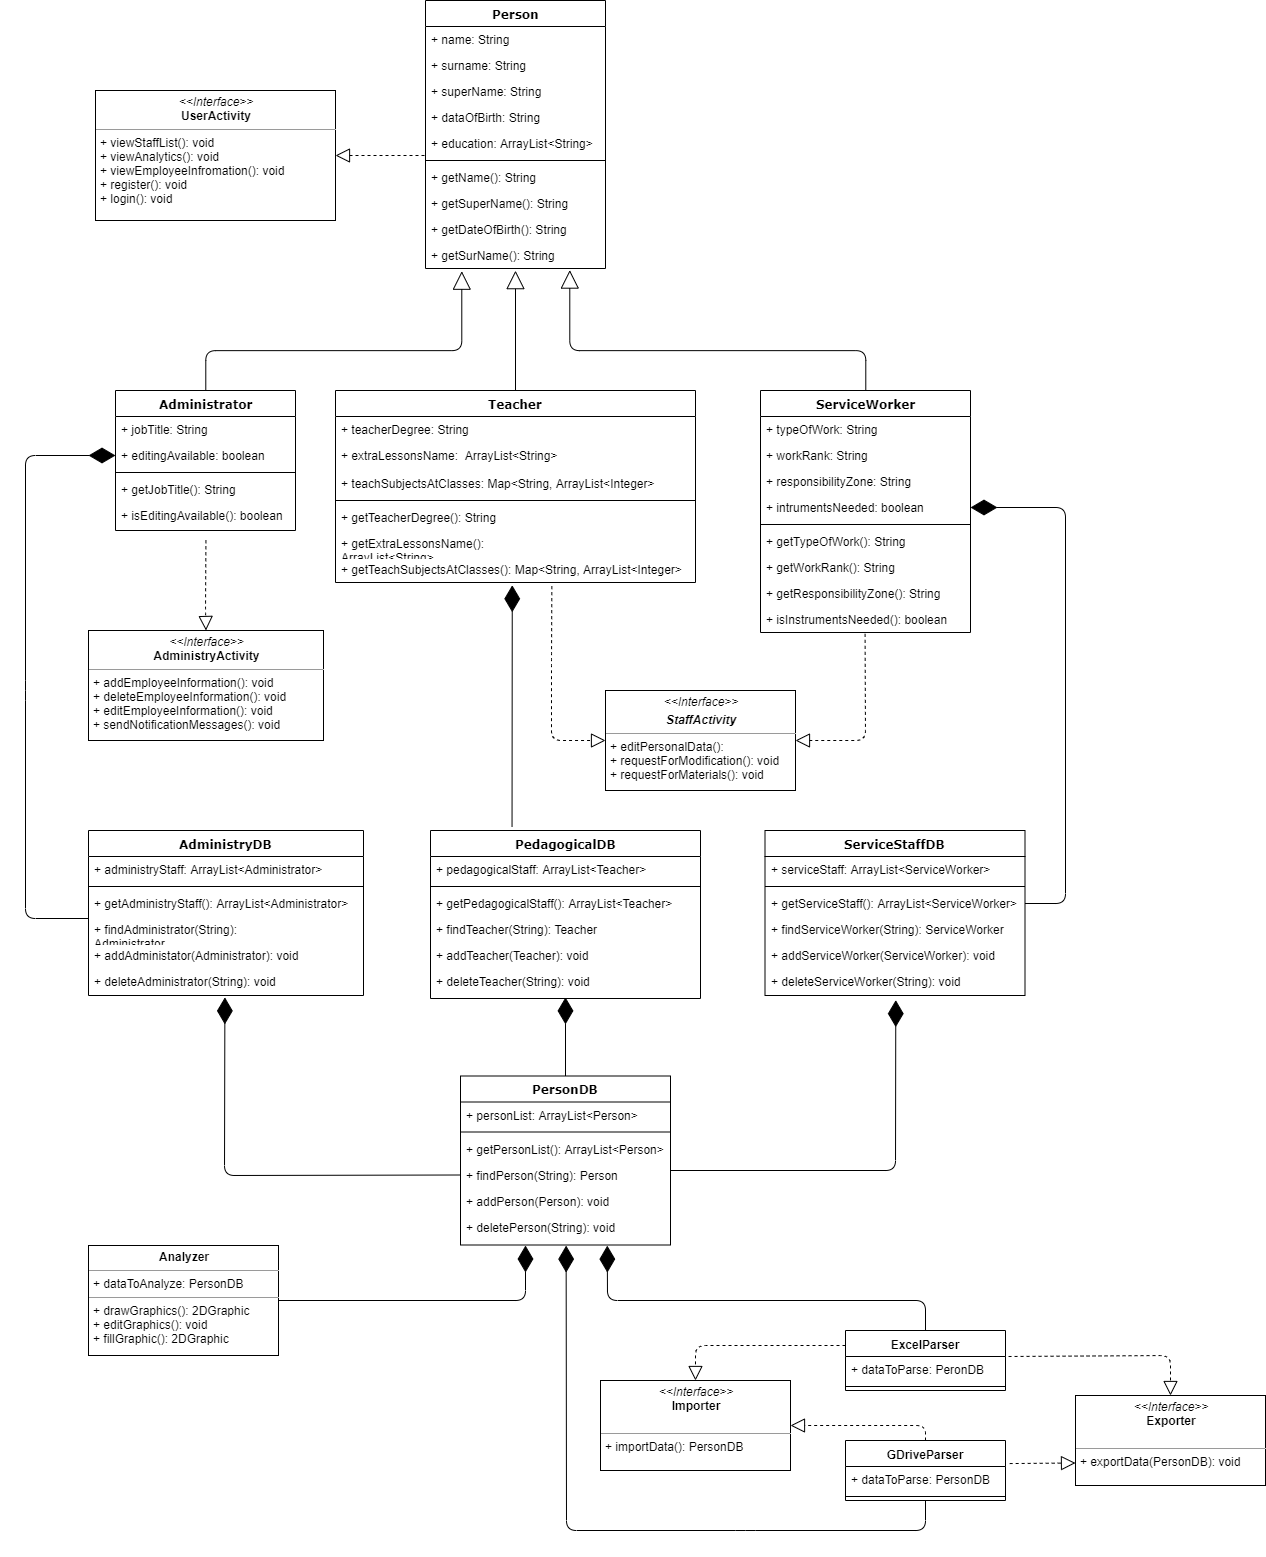 Person
+ name: String
+ surname: String
+ superName: String
+ dataOfBirth: String
+ education: ArrayList<String>
+ getName(): String
+ getSuperName(): String
+ getDateOfBirth(): String
+ getSurName(): String
<<Interface>>
UserActivity
+ viewStaffList(): void
+ viewAnalytics(): void
+ viewEmployeeInfromation(): void
+ register(): void
+ login(): void
Administrator
+ jobTitle: String
+ editingAvailable: boolean
+ getJobTitle(): String
+ isEditingAvailable(): boolean
Teacher
+ teacherDegree: String
+ extraLessonsName:  ArrayList<String>
+ teachSubjectsAtClasses: Map<String, ArrayList<Integer>
+ getTeacherDegree(): String
+ getExtraLessonsName():
ArrayList<String>
+ getTeachSubjectsAtClasses(): Map<String, ArrayList<Integer>
ServiceWorker
+ typeOfWork: String
+ workRank: String
+ responsibilityZone: String
+ intrumentsNeeded: boolean
+ getTypeOfWork(): String
+ getWorkRank(): String
+ getResponsibilityZone(): String
+ isInstrumentsNeeded(): boolean
<<Interface>>
AdministryActivity
+ addEmployeeInformation(): void
+ deleteEmployeeInformation(): void
+ editEmployeeInformation(): void
+ sendNotificationMessages(): void
<<Interface>>
StaffActivity
+ editPersonalData():
+ requestForModification(): void
+ requestForMaterials(): void
AdministryDB
+ administryStaff: ArrayList<Administrator>
+ getAdministryStaff(): ArrayList<Administrator>
+ findAdministrator(String):
Administrator
+ addAdministator(Administrator): void
+ deleteAdministrator(String): void
PedagogicalDB
+ pedagogicalStaff: ArrayList<Teacher>
+ getPedagogicalStaff(): ArrayList<Teacher>
+ findTeacher(String): Teacher
+ addTeacher(Teacher): void
+ deleteTeacher(String): void
ServiceStaffDB
+ serviceStaff: ArrayList<ServiceWorker>
+ getServiceStaff(): ArrayList<ServiceWorker>
+ findServiceWorker(String): ServiceWorker
+ addServiceWorker(ServiceWorker): void
+ deleteServiceWorker(String): void
PersonDB
+ personList: ArrayList<Person>
+ getPersonList(): ArrayList<Person>
+ findPerson(String): Person
+ addPerson(Person): void
+ deletePerson(String): void
Analyzer
+ dataToAnalyze: PersonDB
+ drawGraphics(): 2DGraphic
+ editGraphics(): void
+ fillGraphic(): 2DGraphic
ExcelParser
+ dataToParse: PeronDB
<<Interface>>
Importer
+ importData(): PersonDB
GDriveParser
+ dataToParse: PersonDB
<<Interface>>
Exporter
+ exportData(PersonDB): void